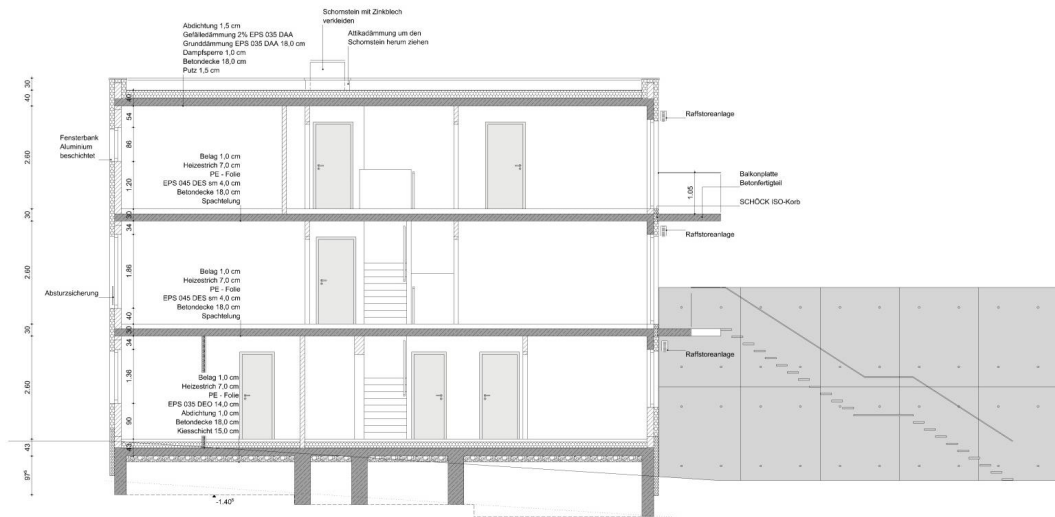 Schornstein mit Zinkblech
verkleiden
Abdichtung 1,5 cm
Gefälledämmung 2% EPS 035 DAA
Grunddämmung EPS 035 DAA 18,0 cm
Dampfsperre 1,0 cm
Betondecke 18,0 cm
Putz 1,5 cm
Attikadämmung um den
Schornstein herum ziehen
30
40
40
54
Raffstoreanlage
Fensterbank
Aluminium
beschichtet
86
2.60
Belag 1,0 cm
Heizestrich 7,0 cm
PE - Folie
EPS 045 DES sm 4,0 cm
Betondecke 18,0 cm
Spachtelung
1.20
Balkonplatte
Betonfertigteil
1.05
SCHÖCK ISO-Korb
30
30
34
Raffstoreanlage
2.60
1.86
Belag 1,0 cm
Heizestrich 7,0 cm
PE - Folie
EPS 045 DES sm 4,0 cm
Betondecke 18,0 cm
Spachtelung
Absturzsicherung
40
30
30
34
Raffstoreanlage
2.60
1.36
Belag 1,0 cm
Heizestrich 7,0 cm
PE - Folie
EPS 035 DEO 14,0 cm
Abdichtung 1,0 cm
Betondecke 18,0 cm
Kiesschicht 15,0 cm
90
43
43
97⁶
-1.40⁵